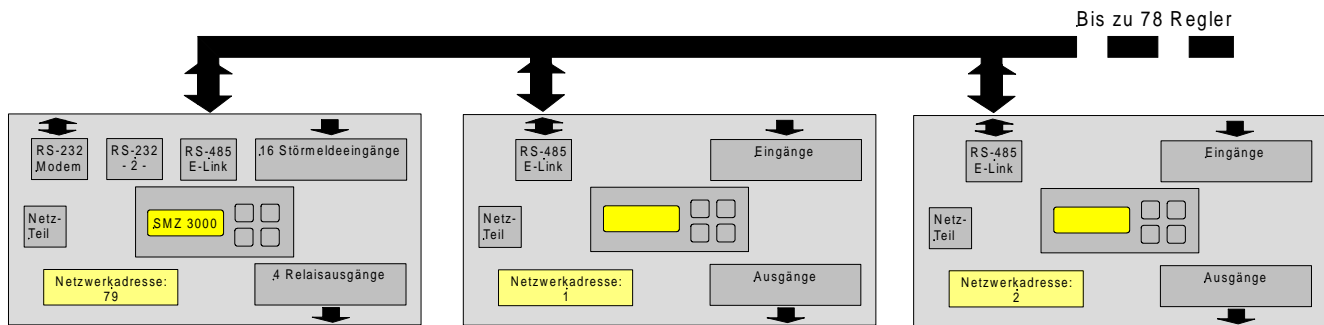 Bis zu 78 Regler
RS-232
Modem
RS-232
- 2 -
RS-485
E-Link
16 Störmeldeeingänge
SMZ 3000
Netz-
Teil
Netzwerkadresse:
79
4 Relaisausgänge
RS-485
E-Link
Eingänge
Netz-
Teil
Netzwerkadresse:
1
Ausgänge
RS-485
E-Link
Eingänge
Netz-
Teil
Netzwerkadresse:
2
Ausgänge